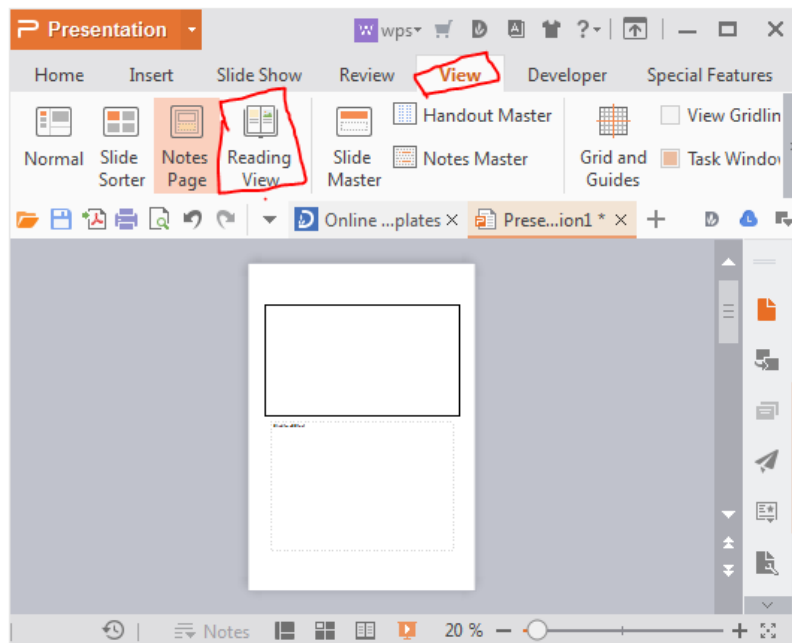 Presentation
wps
?
Home Insert Slide Show Review View Developer Special Features
Handout Master View Gridlin
Normal Slide Sorter Notes Page Reading View Slide Master Notes Master Grid and Guides Task Window
Online ...plates × Prese...ion1 * × +
Notes 20 % — +